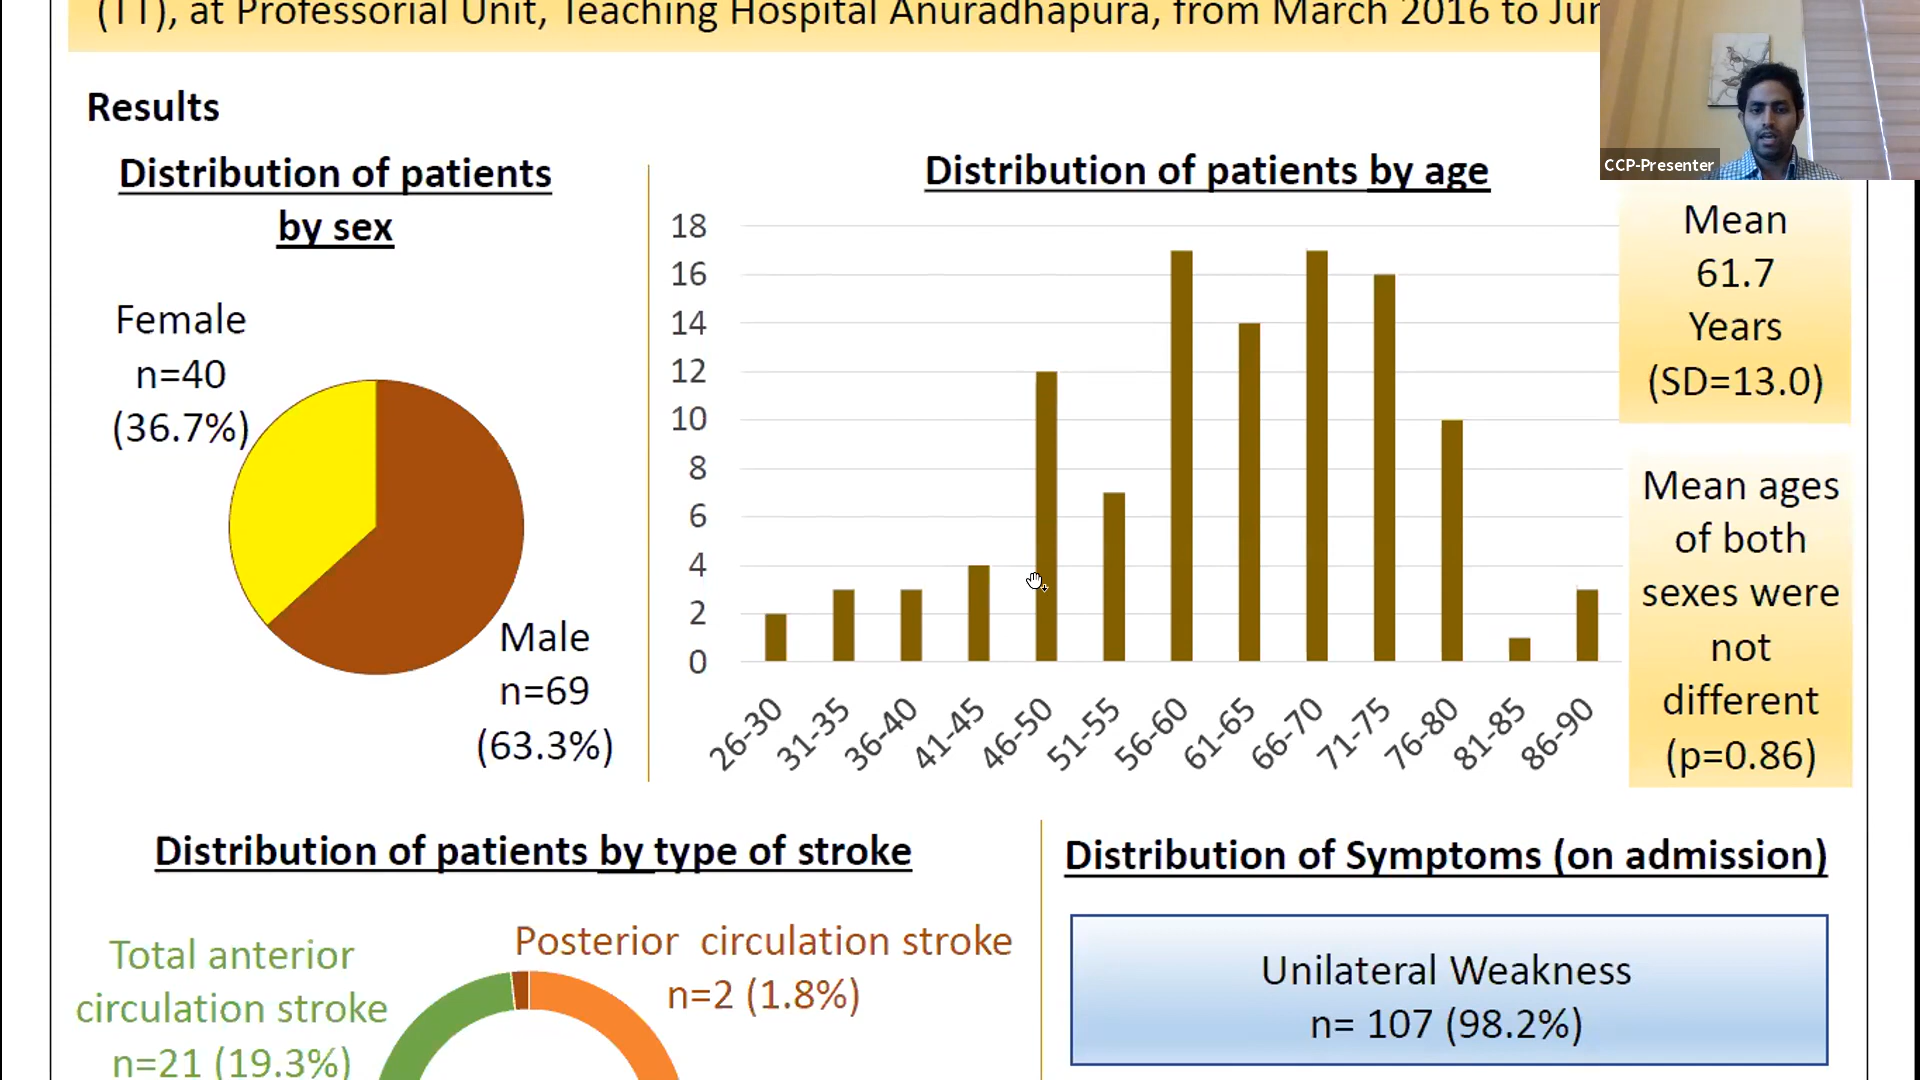 (TT), at Professorial Unit, Teaching Hospital Anuradhapura, from March 2016 to
CCP-Presenter
Results
Distribution of patients
by sex
Female
n=40
(36.7%)
Male
n=69
(63.3%)
Distribution of patients by age
18
16
14
12
10
8
6
4
2
0
26-30
31-35
36-40
41-45
46-50
51-55
56-60
61-65
66-70
71-75
76-80
81-85
86-90
Mean
61.7
Years
(SD=13.0)
Mean ages
of both
sexes were
not
different
(p=0.86)
Distribution of patients by type of stroke
Total anterior
circulation stroke
n=21 (19.3%)
Posterior circulation stroke
n=2 (1.8%)
Distribution of Symptoms (on admission)
Unilateral Weakness
n= 107 (98.2%)